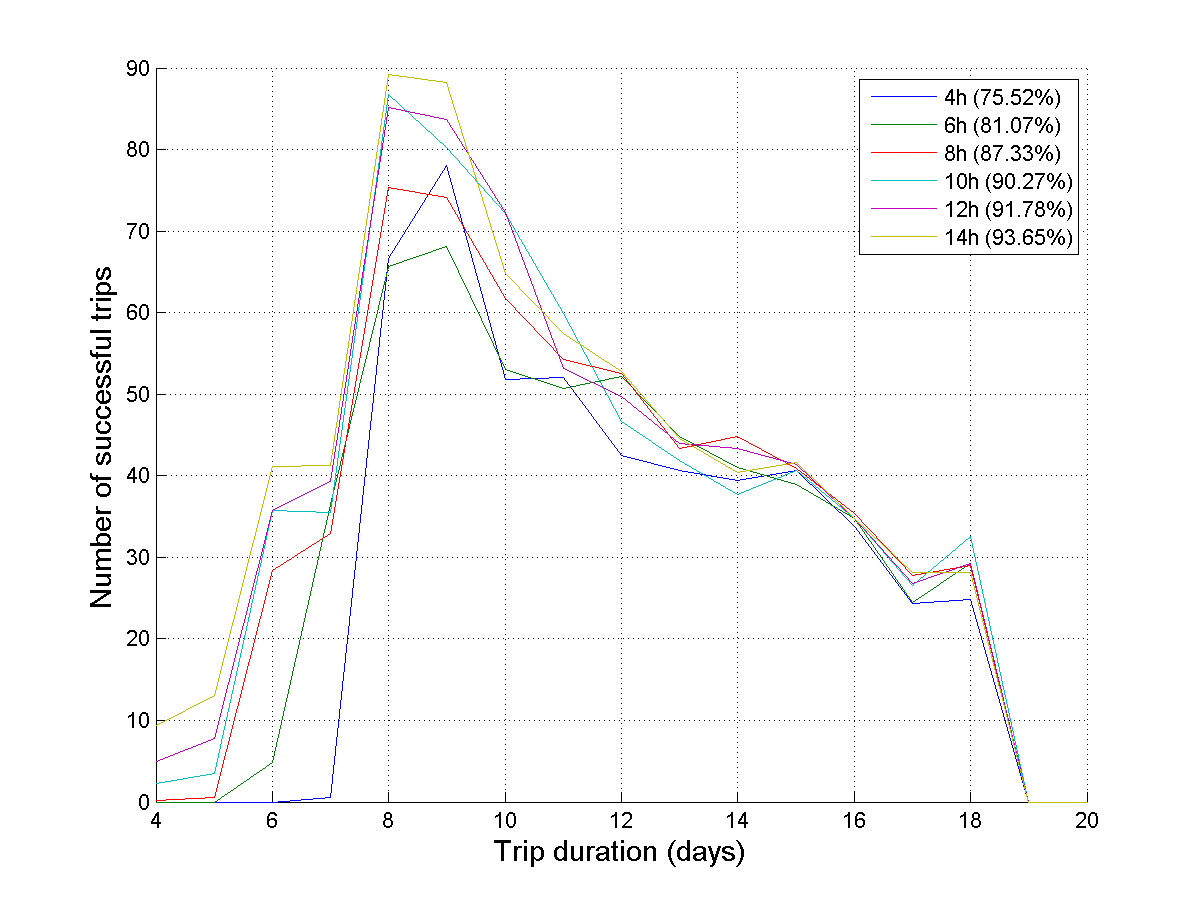 90
80
70
60
50
40
30
20
10
0
4 6 8 10 12 14 16 18 20
Number of successful trips
Trip duration (days)
4h (75.52%)
6h (81.07%)
8h (87.33%)
10h (90.27%)
12h (91.78%)
14h (93.65%)